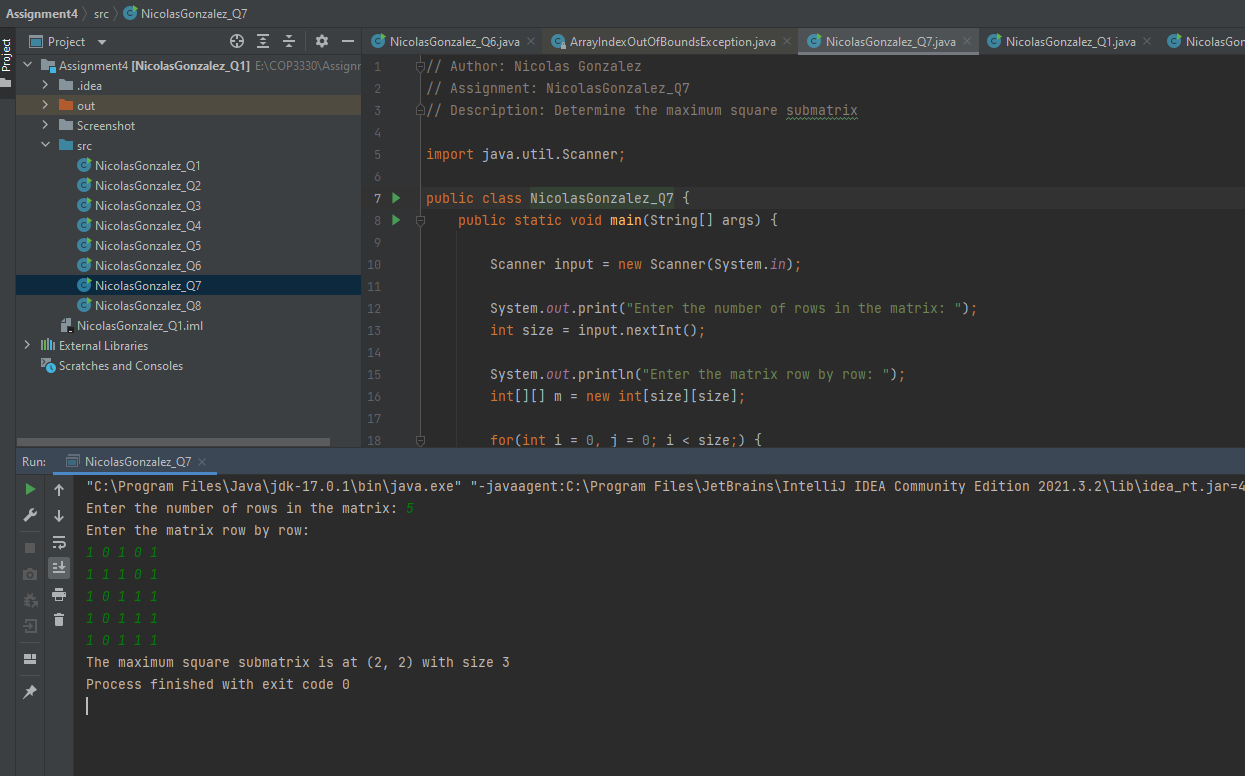 Assignment4 src NicolasGonzalez_Q7
Project
Project
Assignment4 [NicolasGonzalez_Q1] E:\COP3330\Assignr
.idea
out
Screenshot
src
NicolasGonzalez_Q1
NicolasGonzalez_Q2
NicolasGonzalez_Q3
NicolasGonzalez_Q4
NicolasGonzalez_Q5
NicolasGonzalez_Q6
NicolasGonzalez_Q7
NicolasGonzalez_Q8
NicolasGonzalez_Q1.iml
External Libraries
Scratches and Consoles
NicolasGonzalez_Q6.java ArrayIndexOutOfBoundsException.java NicolasGonzalez_Q7.java NicolasGonzalez_Q1.java NicolasGon
1 // Author: Nicolas Gonzalez
2 // Assignment: NicolasGonzalez_Q7
3 // Description: Determine the maximum square submatrix
4
5 import java.util.Scanner;
6
7 public class NicolasGonzalez_Q7 {
8 public static void main(String[] args) {
9
10 Scanner input = new Scanner(System.in);
11
12 System.out.print("Enter the number of rows in the matrix: ");
13 int size = input.nextInt();
14
15 System.out.println("Enter the matrix row by row: ");
16 int[][] m = new int[size][size];
17
18 for(int i = 0, j = 0; i < size;) {
Run: NicolasGonzalez_Q7
"C:\Program Files\Java\jdk-17.0.1\bin\java.exe" "-javaagent:C:\Program Files\JetBrains\IntelliJ IDEA Community Edition 2021.3.2\lib\idea_rt.jar=4
Enter the number of rows in the matrix: 5
Enter the matrix row by row:
1 0 1 0 1
1 1 1 0 1
1 0 1 1 1
1 0 1 1 1
1 0 1 1 1
The maximum square submatrix is at (2, 2) with size 3
Process finished with exit code 0